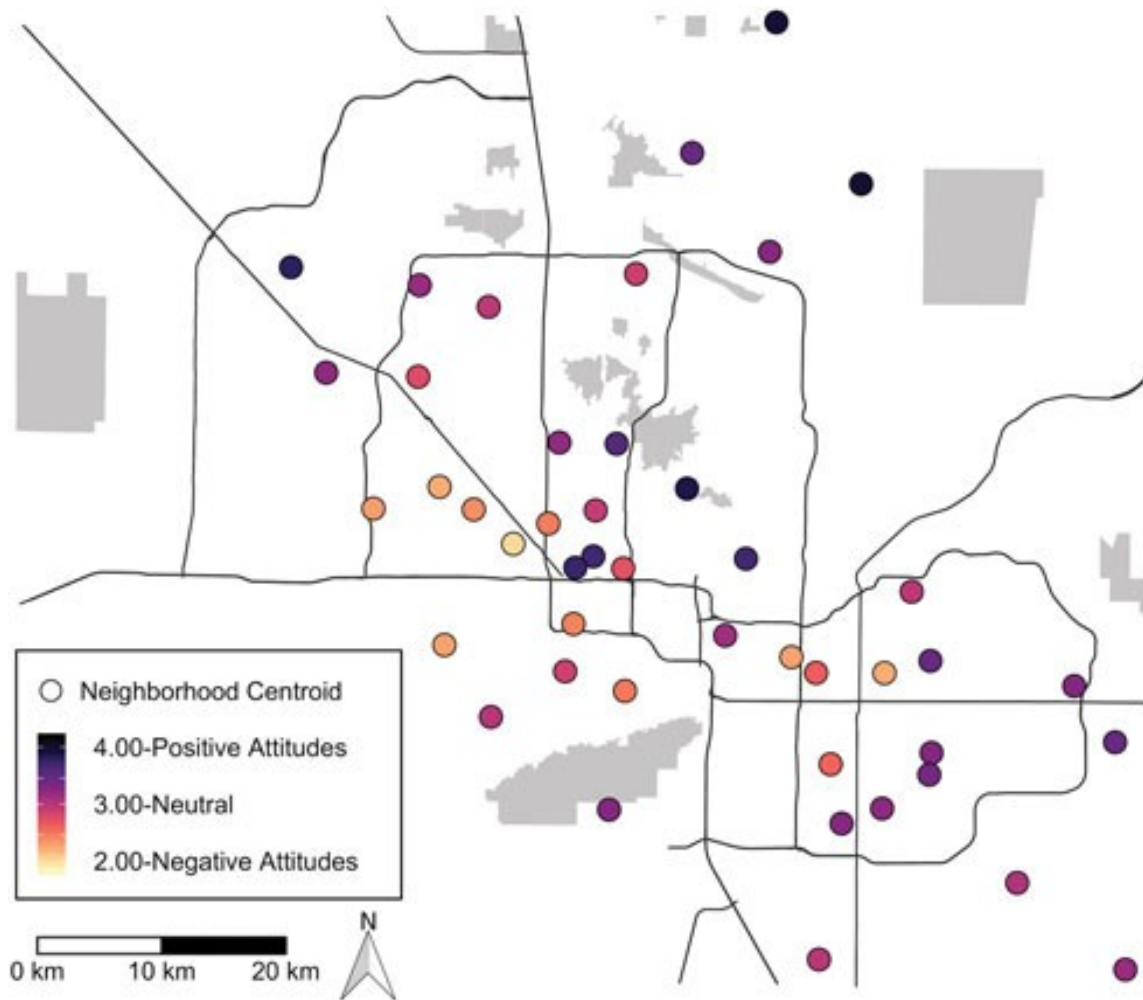 Neighborhood Centroid
4.00-Positive Attitudes
3.00-Neutral
2.00-Negative Attitudes
N
0 km 10 km 20 km